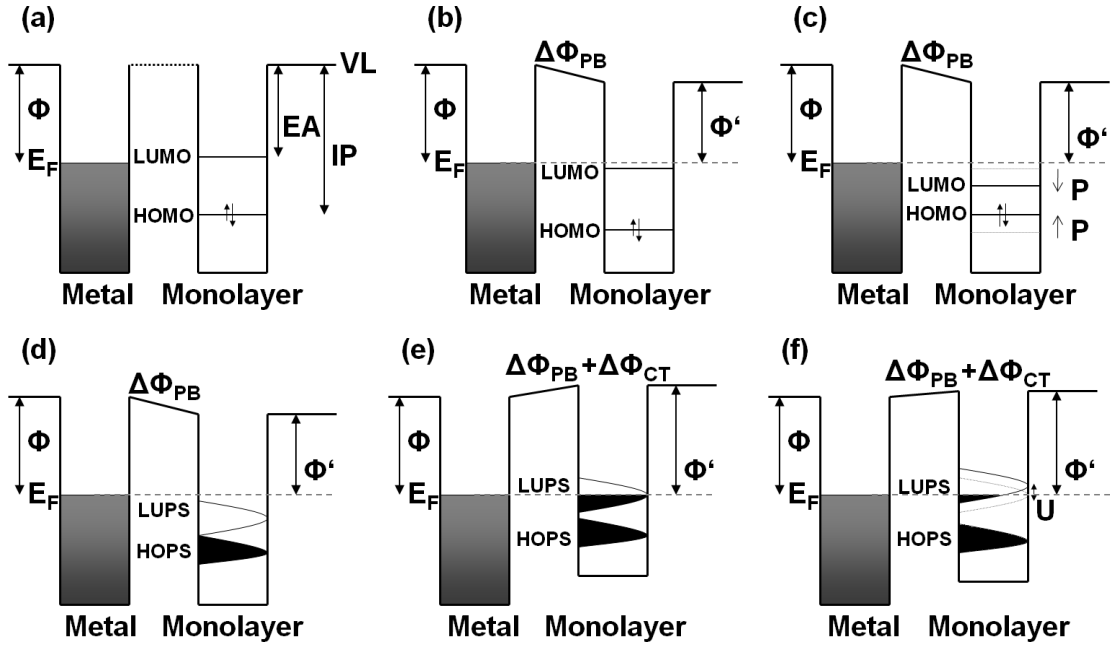 (a)
VL
Φ
EA
IP
LUMO
E_F
HOMO
Metal Monolayer
(b)
ΔΦ_PB
Φ
Φ‘
E_F
LUMO
HOMO
Metal Monolayer
(c)
ΔΦ_PB
Φ
Φ‘
E_F
LUMO
P
HOMO
P
Metal Monolayer
(d)
ΔΦ_PB
Φ
Φ‘
E_F
LUPS
HOPS
Metal Monolayer
(e)
ΔΦ_PB+ΔΦ_CT
Φ
Φ‘
LUPS
E_F
HOPS
Metal Monolayer
(f)
ΔΦ_PB+ΔΦ_CT
Φ
Φ‘
LUPS
E_F
U
HOPS
Metal Monolayer